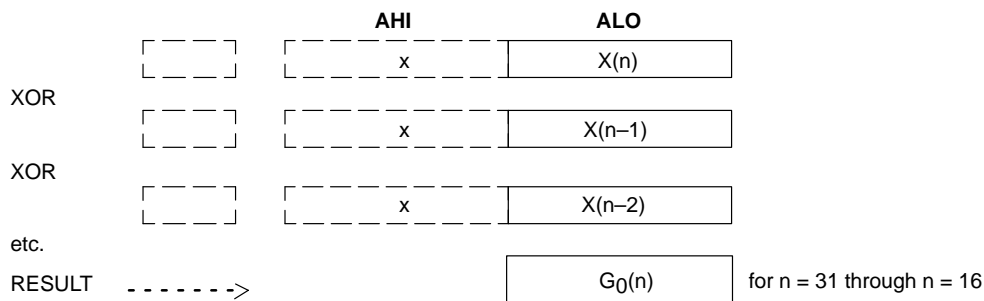 AHI ALO
x X(n)
XOR
x X(n–1)
XOR
x X(n–2)
etc.
RESULT G0(n) for n = 31 through n = 16